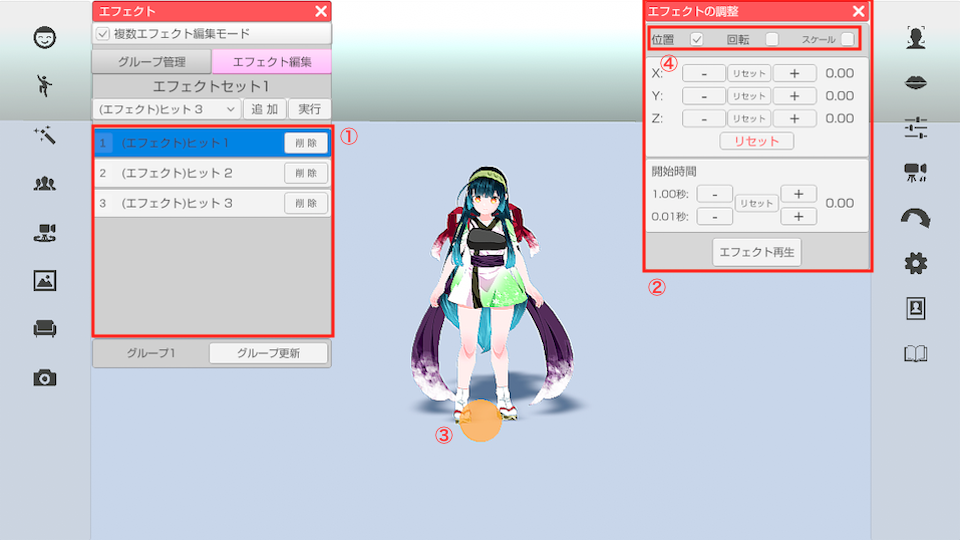 エフェクト
複数エフェクト編集モード
グループ管理 エフェクト編集
エフェクトセット1
(エフェクト)ヒット 3 追 加 実行
1 (エフェクト)ヒット 1 削 除
2 (エフェクト)ヒット 2 削 除
3 (エフェクト)ヒット 3 削 除
グループ1 グループ更新
①
③
エフェクトの調整
位置 回転 スケール
④
X: - リセット + 0.00
Y: - リセット + 0.00
Z: - リセット + 0.00
リセット
開始時間
1.00秒: - リセット + 0.00
0.01秒: - +
エフェクト再生
②